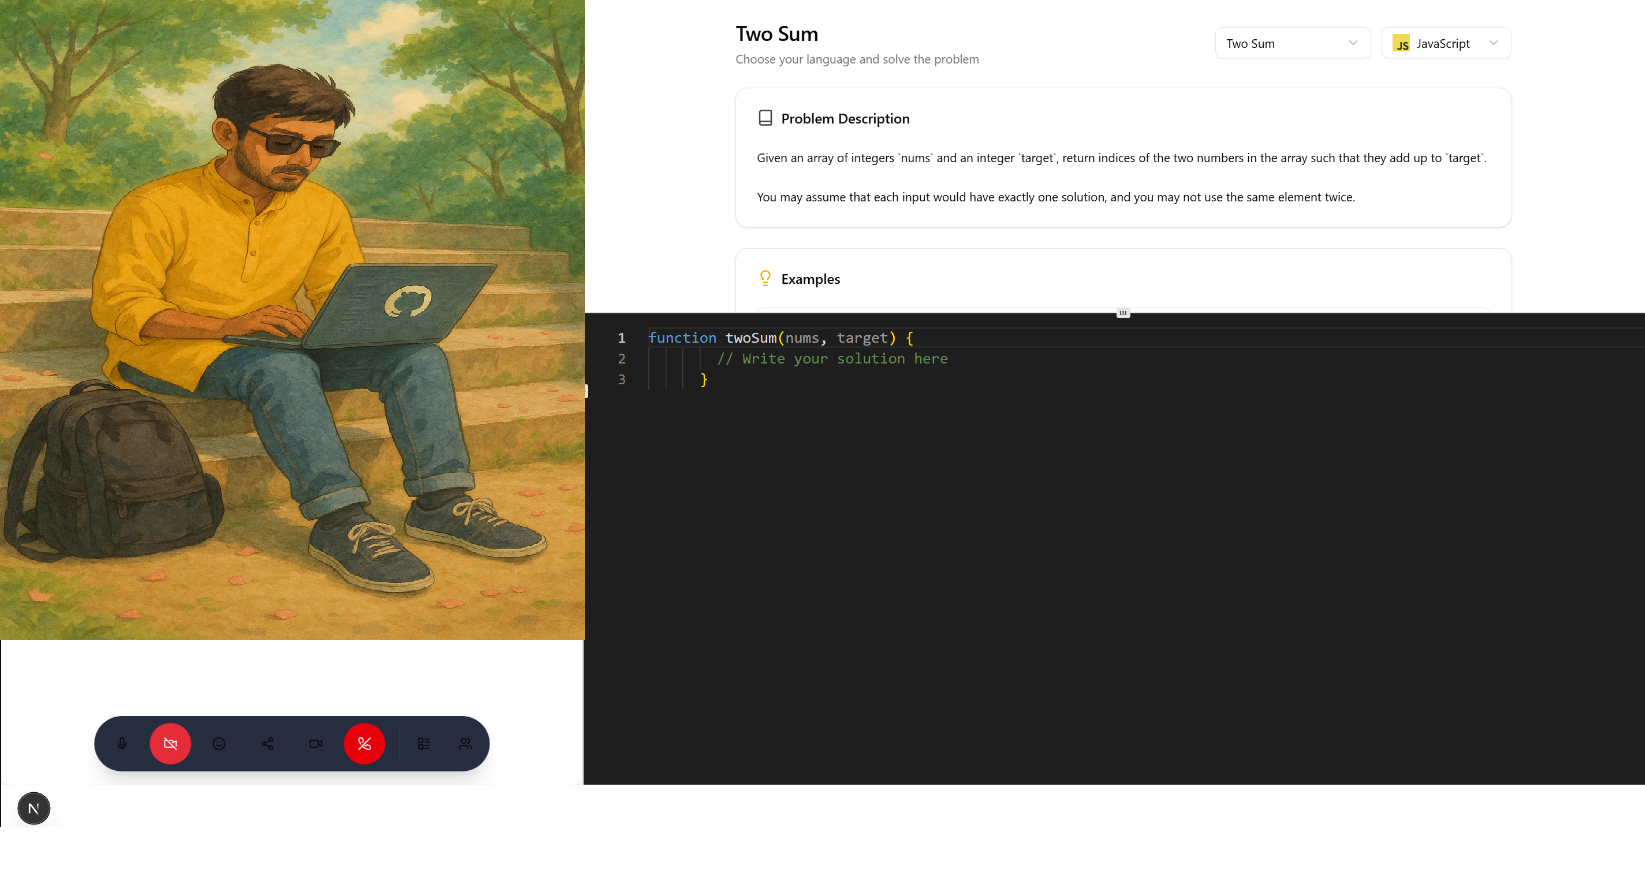 Two Sum
Choose your language and solve the problem
Two Sum
JS JavaScript
Problem Description
Given an array of integers `nums` and an integer `target`, return indices of the two numbers in the array such that they add up to `target`.
You may assume that each input would have exactly one solution, and you may not use the same element twice.
Examples
1 function twoSum(nums, target) {
2 // Write your solution here
3 }
N